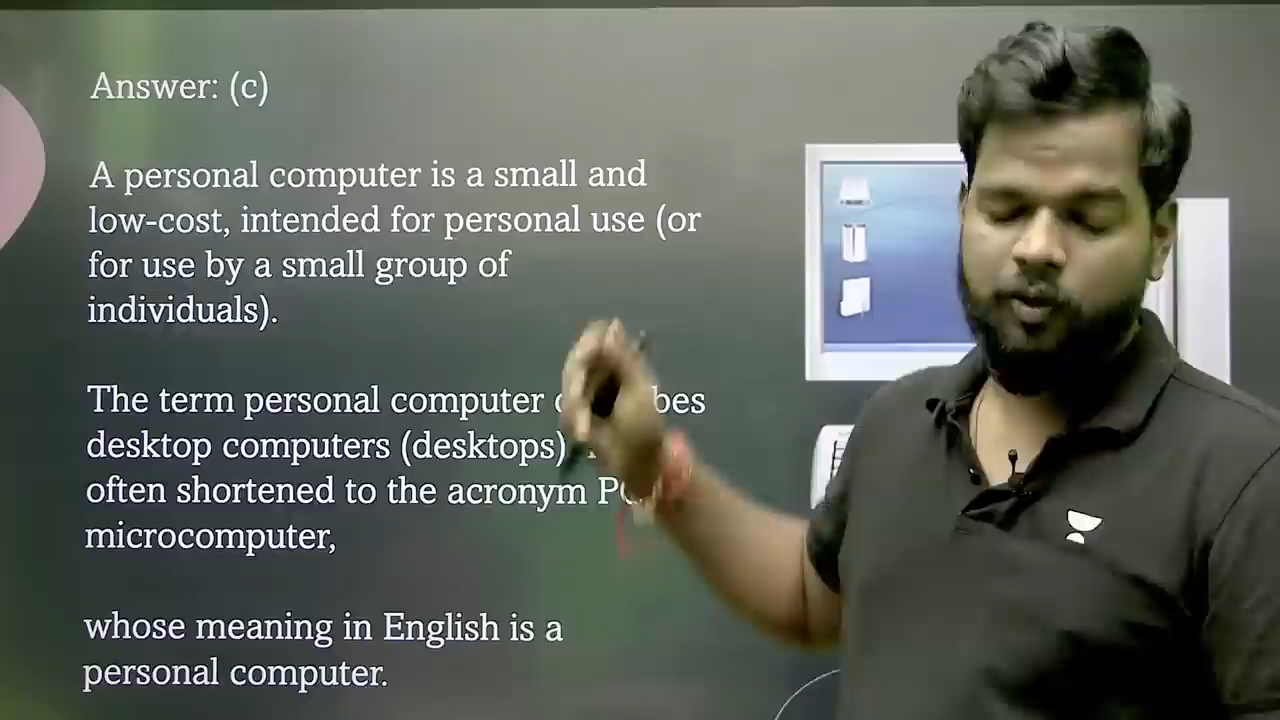 Answer: (c)
A personal computer is a small and
low-cost, intended for personal use (or
for use by a small group of
individuals).
The term personal computer
desktop computers (desktops)
often shortened to the acronym
microcomputer,
whose meaning in English is a
personal computer.